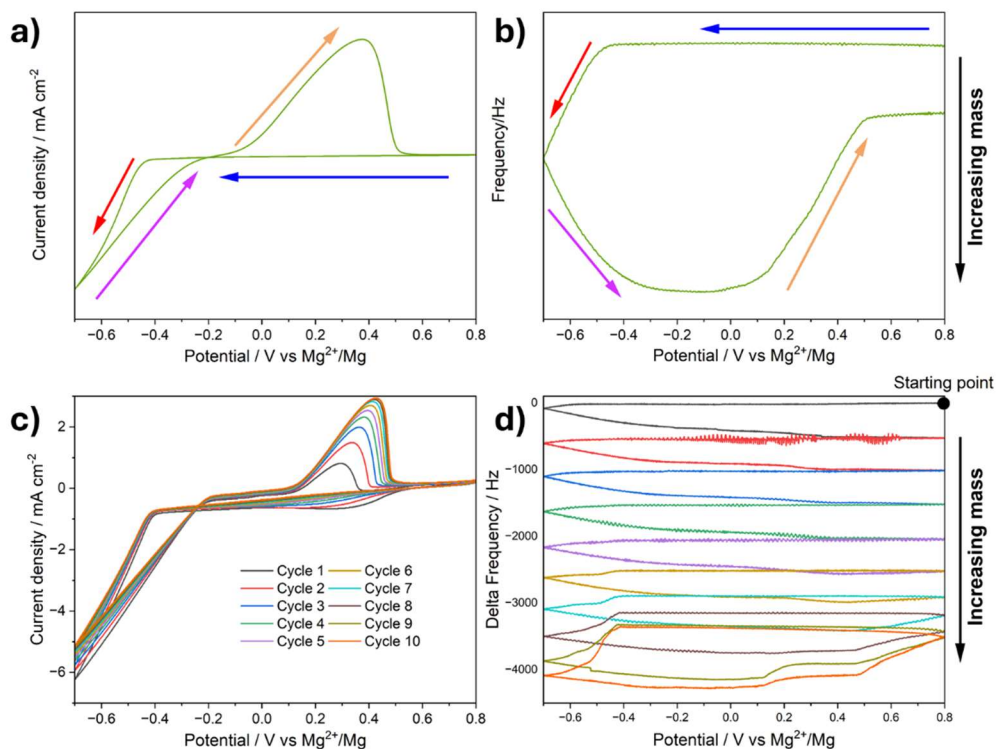 a)
Current density / mA cm⁻²
−0.6 −0.4 −0.2 0.0 0.2 0.4 0.6 0.8
Potential / V vs Mg²⁺/Mg
b)
Frequency/Hz
−0.6 −0.4 −0.2 0.0 0.2 0.4 0.6 0.8
Potential / V vs Mg²⁺/Mg
Increasing mass
c)
Current density / mA cm⁻²
2
0
−2
−4
−6
Cycle 1 Cycle 6
Cycle 2 Cycle 7
Cycle 3 Cycle 8
Cycle 4 Cycle 9
Cycle 5 Cycle 10
−0.6 −0.4 −0.2 0.0 0.2 0.4 0.6 0.8
Potential / V vs Mg²⁺/Mg
Starting point
d)
Delta Frequency / Hz
0
−1000
−2000
−3000
−4000
−0.6 −0.4 −0.2 0.0 0.2 0.4 0.6 0.8
Potential / V vs Mg²⁺/Mg
Increasing mass